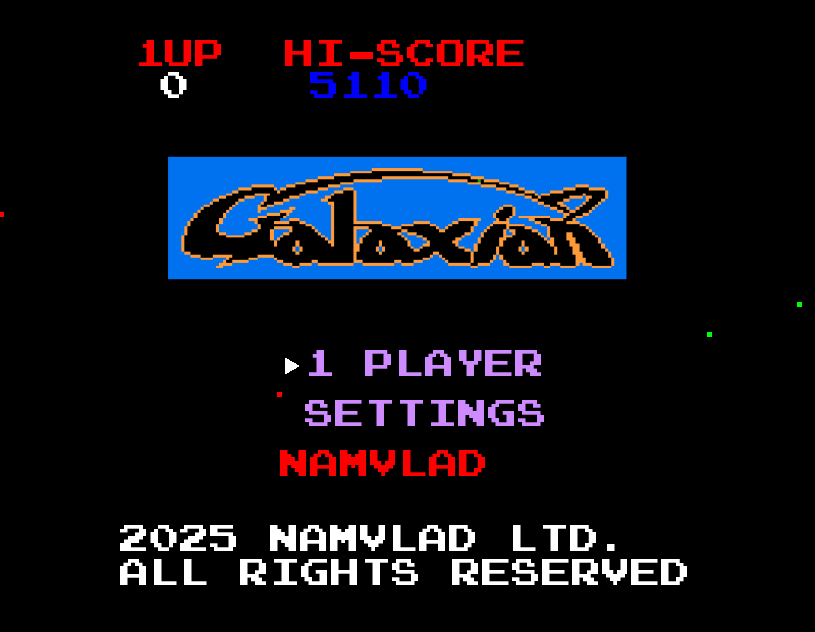 1UP HI-SCORE
0 5110
Galaxian
1 PLAYER
SETTINGS
NAMVLAD
2025 NAMVLAD LTD.
ALL RIGHTS RESERVED